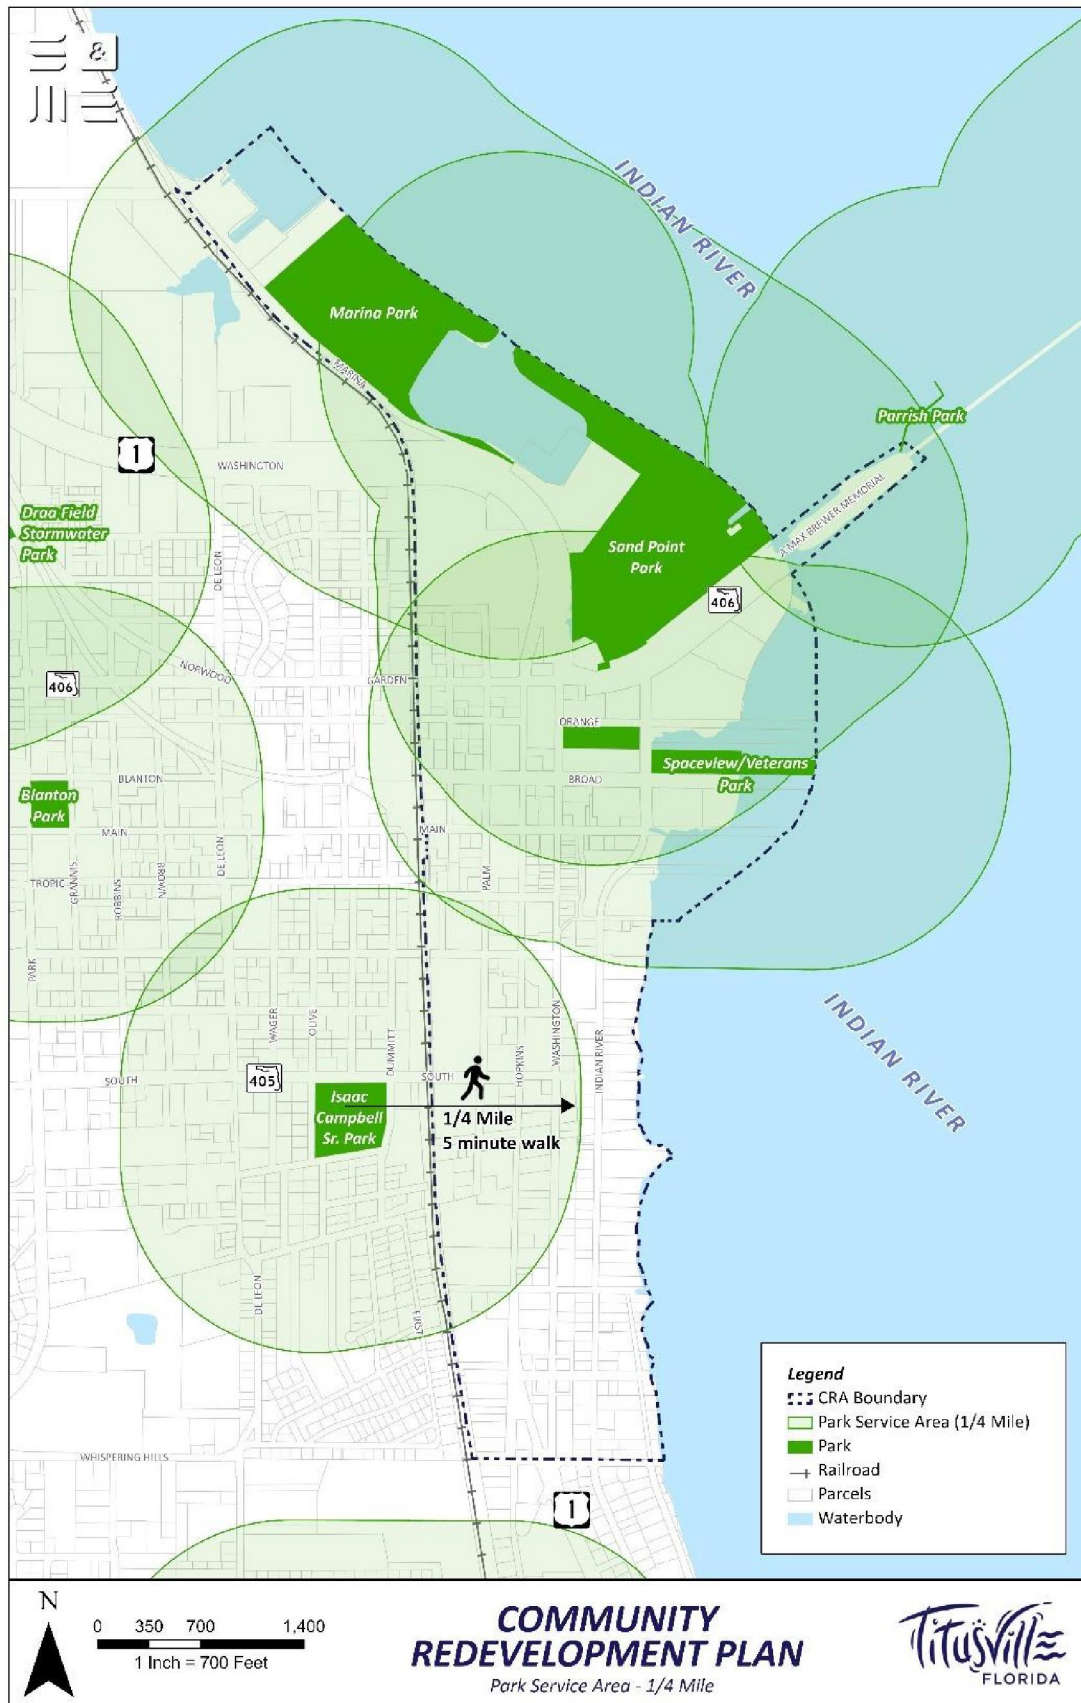 &
INDIAN RIVER
Marina Park
MARINA
Parrish Park
1
WASHINGTON
A MAX BREWER MEMORIAL
Draa Field
Stormwater
Park
DE LEON
Sand Point
Park
406
NORWOOD
GARDEN
406
ORANGE
Spaceview/Veterans
Park
BLANTON
BROAD
Blanton
Park
MAIN
MAIN
DE LEON
TROPIC
GRANNIS
ROBBINS
BROWN
PALM
PARK
WAGER
OLIVE
DUMMITT
HOPKINS
WASHINGTON
INDIAN RIVER
INDIAN RIVER
SOUTH
405
SOUTH
Isaac
Campbell
Sr. Park
1/4 Mile
5 minute walk
DE LEON
FURST
WHISPERING HILLS
1
Legend
CRA Boundary
Park Service Area (1/4 Mile)
Park
Railroad
Parcels
Waterbody
N
0 350 700 1,400
1 Inch = 700 Feet
COMMUNITY
REDEVELOPMENT PLAN
Park Service Area - 1/4 Mile
Titusville
FLORIDA